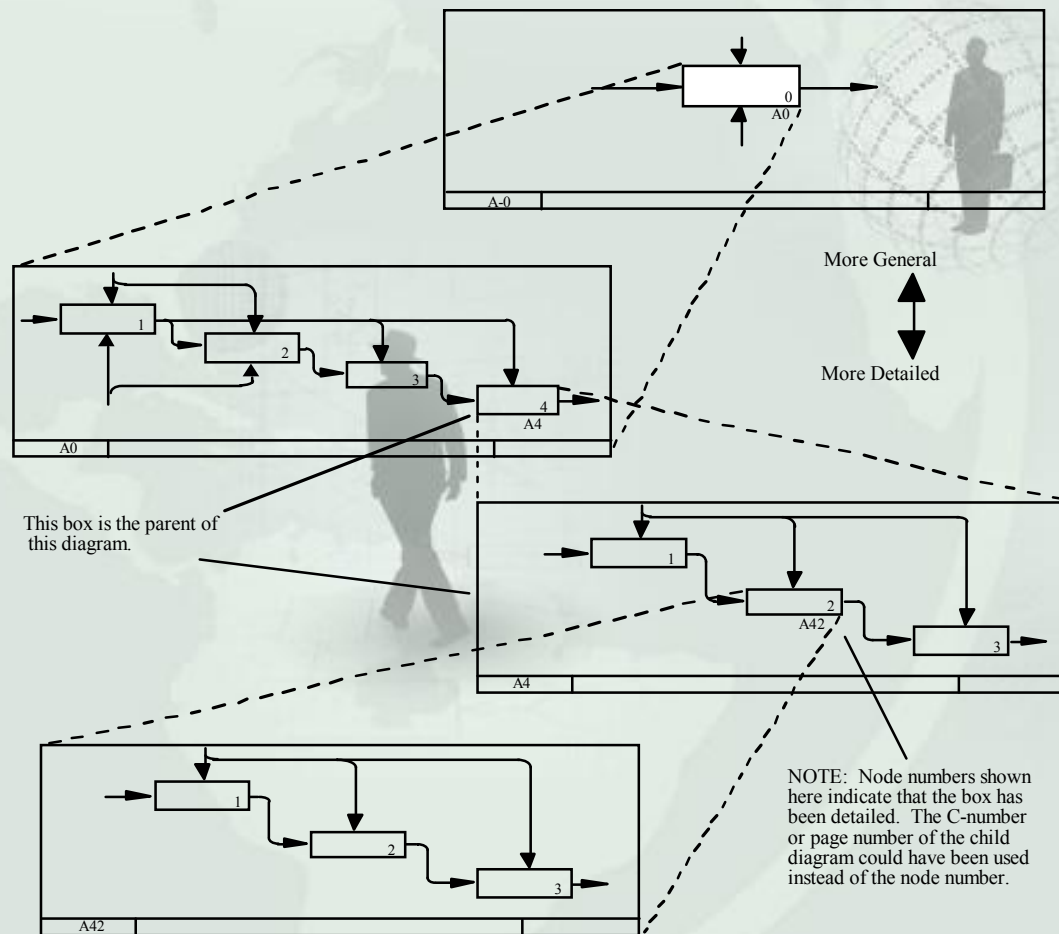 0
A0
A-0
More General
More Detailed
1
2
3
4
A4
A0
This box is the parent of
this diagram.
1
2
A42
3
A4
NOTE: Node numbers shown
here indicate that the box has
been detailed. The C-number
or page number of the child
diagram could have been used
instead of the node number.
1
2
3
A42